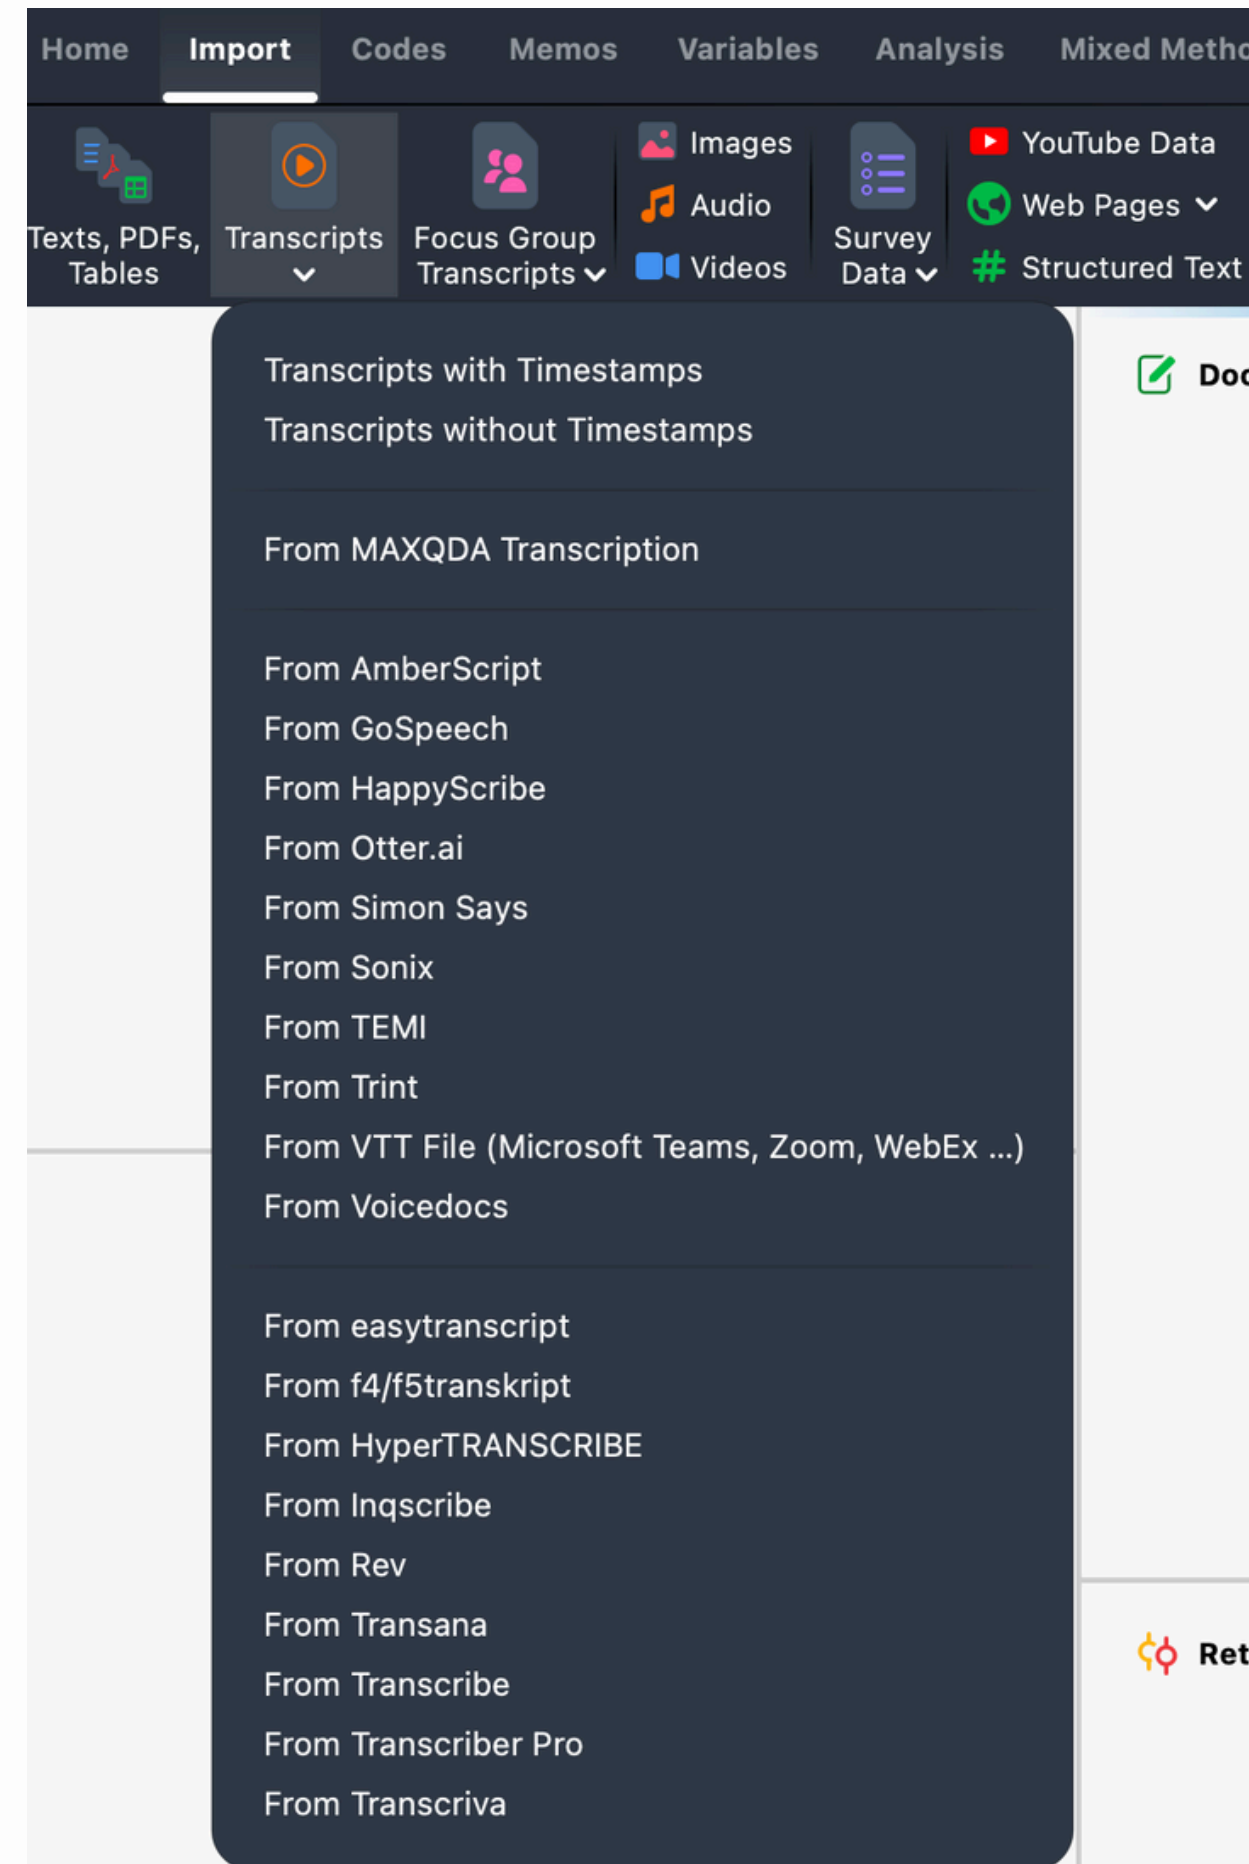 Home Import Codes Memos Variables Analysis Mixed Metho
Texts, PDFs,
Tables
Transcripts
Focus Group
Transcripts
Images
Audio
Videos
Survey
Data
YouTube Data
Web Pages
Structured Text
Transcripts with Timestamps
Transcripts without Timestamps
From MAXQDA Transcription
From AmberScript
From GoSpeech
From HappyScribe
From Otter.ai
From Simon Says
From Sonix
From TEMI
From Trint
From VTT File (Microsoft Teams, Zoom, WebEx ...)
From Voicedocs
From easytranscript
From f4/f5transkript
From HyperTRANSCRIBE
From Inqscribe
From Rev
From Transana
From Transcribe
From Transcriber Pro
From Transcriva
Doc
Ret